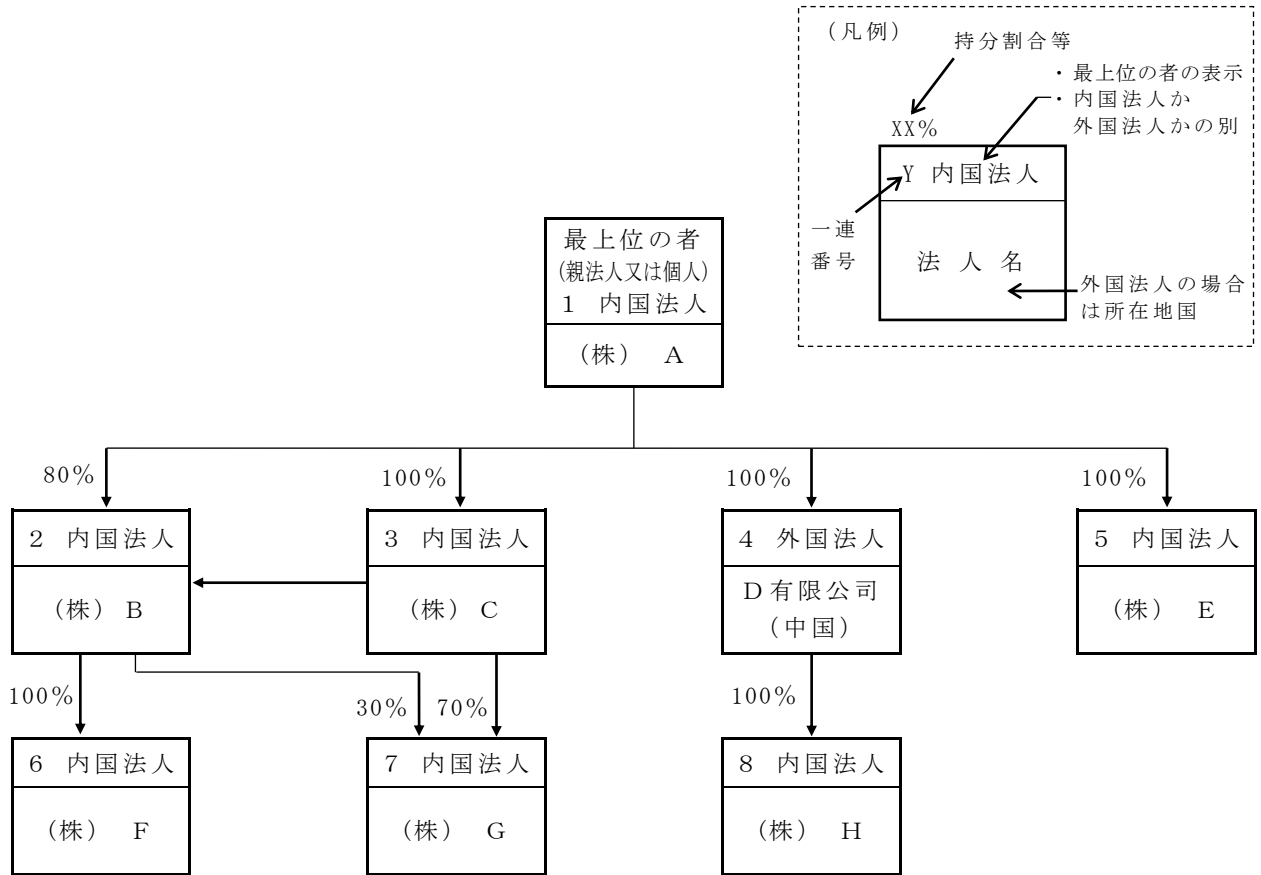 （凡例）
持分割合等
・最上位の者の表示
・内国法人か
外国法人かの別
XX%
Y 内国法人
一連
番号
法人名
外国法人の場合
は所在地国
最上位の者
（親法人又は個人）
1 内国法人
（株） A
80%
100%
100%
100%
2 内国法人
3 内国法人
4 外国法人
5 内国法人
（株） B
（株） C
D有限公司
（中国）
（株） E
100%
30%
70%
100%
6 内国法人
7 内国法人
8 内国法人
（株） F
（株） G
（株） H